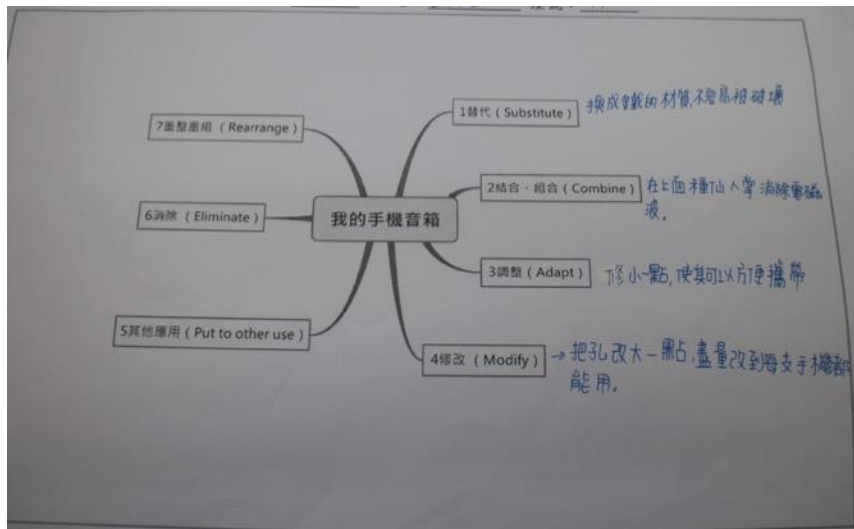 我的手機音箱
1替代（Substitute）
換成鐵的材質,不容易被破壞
2結合・組合（Combine）
在上面種仙人掌消除電磁
波。
3調整（Adapt）
修小一點,使其可以方便攜帶
4修改（Modify）
→把孔改大一點,盡量改到每支手機都
能用。
5其他應用（Put to other use）
6消除（Eliminate）
7重整重組（Rearrange）